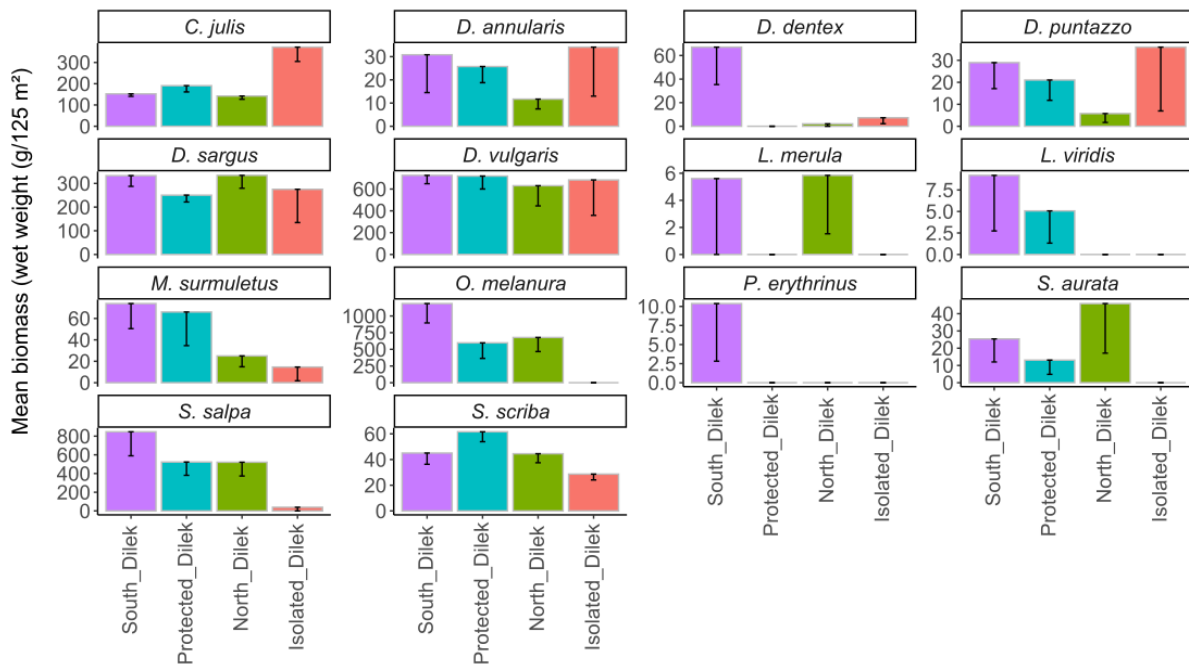 Mean biomass (wet weight (g/125 m²)
C. julis
D. annularis
D. dentex
D. puntazzo
300
200
100
0
30
20
10
0
60
40
20
0
30
20
10
0
D. sargus
D. vulgaris
L. merula
L. viridis
300
200
100
0
600
400
200
0
6
4
2
0
7.5
5.0
2.5
0.0
M. surmuletus
O. melanura
P. erythrinus
S. aurata
60
40
20
0
1000
750
500
250
0
10.0
7.5
5.0
2.5
0.0
40
30
20
10
0
S. salpa
S. scriba
800
600
400
200
0
60
40
20
0
South_Dilek
Protected_Dilek
North_Dilek
Isolated_Dilek
South_Dilek
Protected_Dilek
North_Dilek
Isolated_Dilek
South_Dilek
Protected_Dilek
North_Dilek
Isolated_Dilek
South_Dilek
Protected_Dilek
North_Dilek
Isolated_Dilek